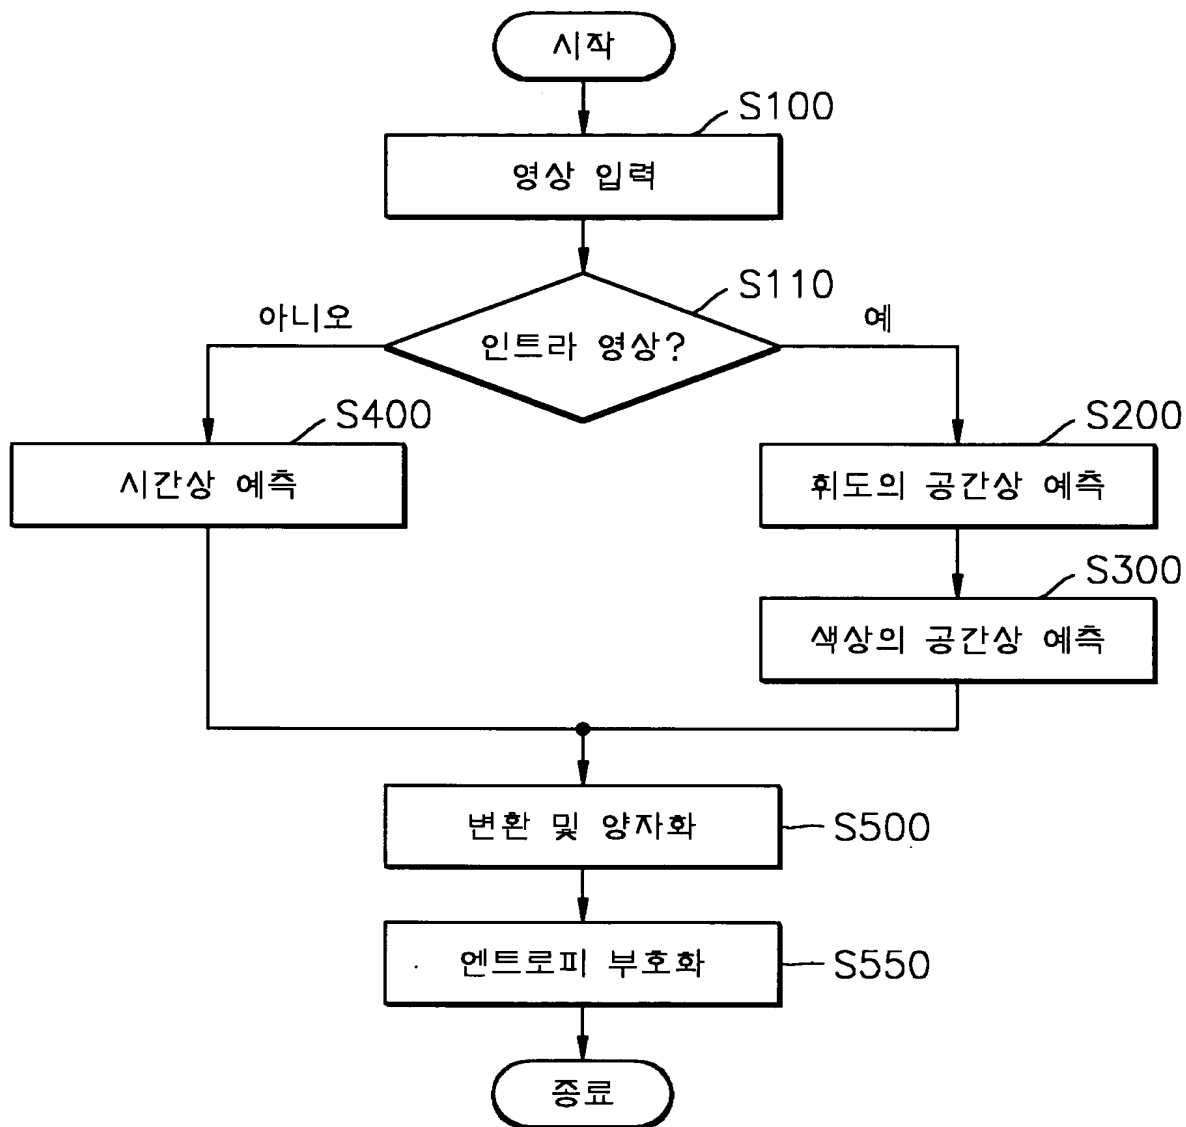 시작
S100
영상 입력
S110
아니오
인트라 영상?
예
S400
시간상 예측
S200
휘도의 공간상 예측
S300
색상의 공간상 예측
변환 및 양자화
S500
엔트로피 부호화
S550
종료